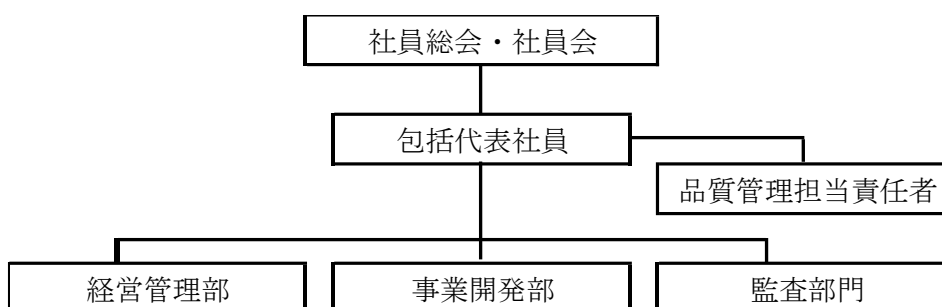 社員総会・社員会
包括代表社員
品質管理担当責任者
経営管理部
事業開発部
監査部門